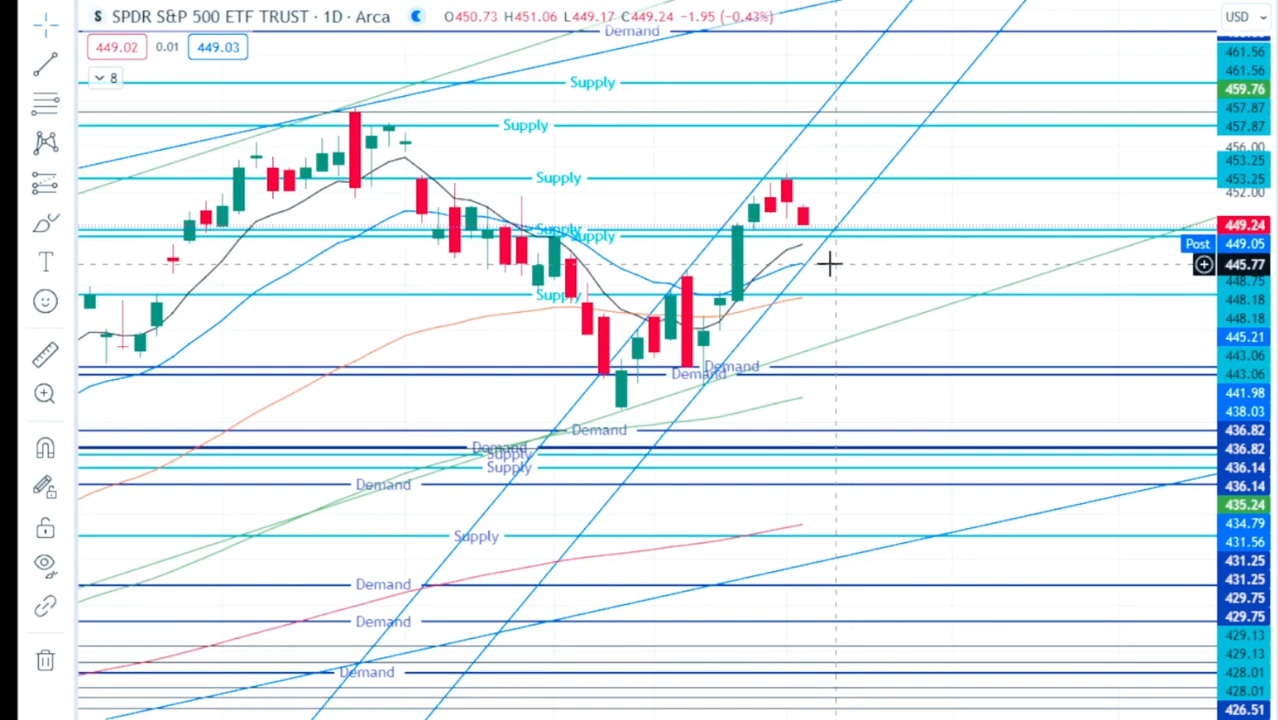 S SPDR S&P 500 ETF TRUST · 1D · Arca O450.73 H451.06 L449.17 C449.24 −1.95 (−0.43%)
USD
449.02 0.01 449.03
8
T
Demand
Supply
Supply
Supply
Supply
Supply
Supply
Demand
Demand
Demand
Demand
Supply
Supply
Demand
Supply
Demand
Demand
Demand
461.56
461.56
459.76
457.87
457.87
456.00
453.25
453.25
452.00
449.24
Post 449.05
445.77
448.75
448.18
448.18
445.21
443.06
443.06
441.98
438.03
436.82
436.82
436.14
436.14
435.24
434.79
431.56
431.25
431.25
429.75
429.75
429.13
429.13
428.01
428.01
426.51